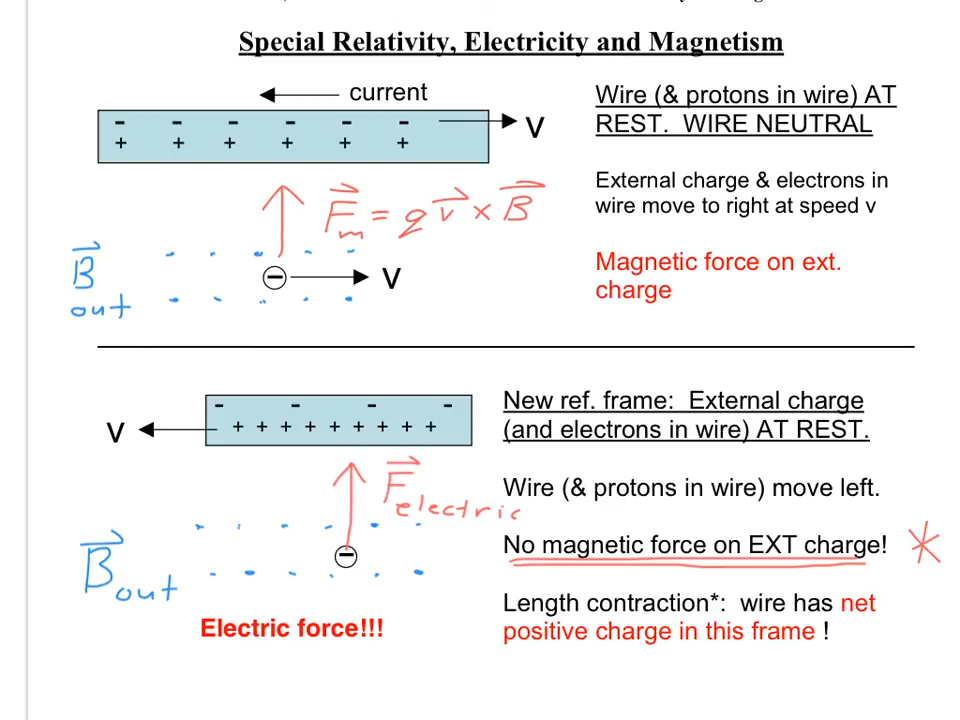 Special Relativity, Electricity and Magnetism
current
Wire (& protons in wire) AT
REST. WIRE NEUTRAL
- - - - - -
+ + + + + +
V
External charge & electrons in
wire move to right at speed v
F m = q v × B
B
out
− V
Magnetic force on ext.
charge
New ref. frame: External charge
(and electrons in wire) AT REST.
- - - -
+ + + + + + + + +
V
Wire (& protons in wire) move left.
F electric
No magnetic force on EXT charge! *
B out
−
Length contraction*: wire has net
positive charge in this frame !
Electric force!!!